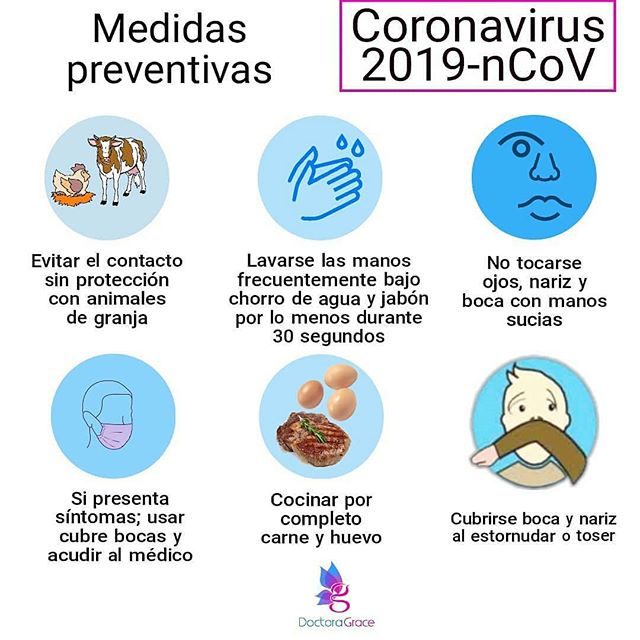 Medidas
preventivas
Coronavirus
2019-nCoV
Evitar el contacto
sin protección
con animales
de granja
Lavarse las manos
frecuentemente bajo
chorro de agua y jabón
por lo menos durante
30 segundos
No tocarse
ojos, nariz y
boca con manos
sucias
Si presenta
síntomas; usar
cubre bocas y
acudir al médico
Cocinar por
completo
carne y huevo
Cubrirse boca y nariz
al estornudar o toser
DoctoraGrace